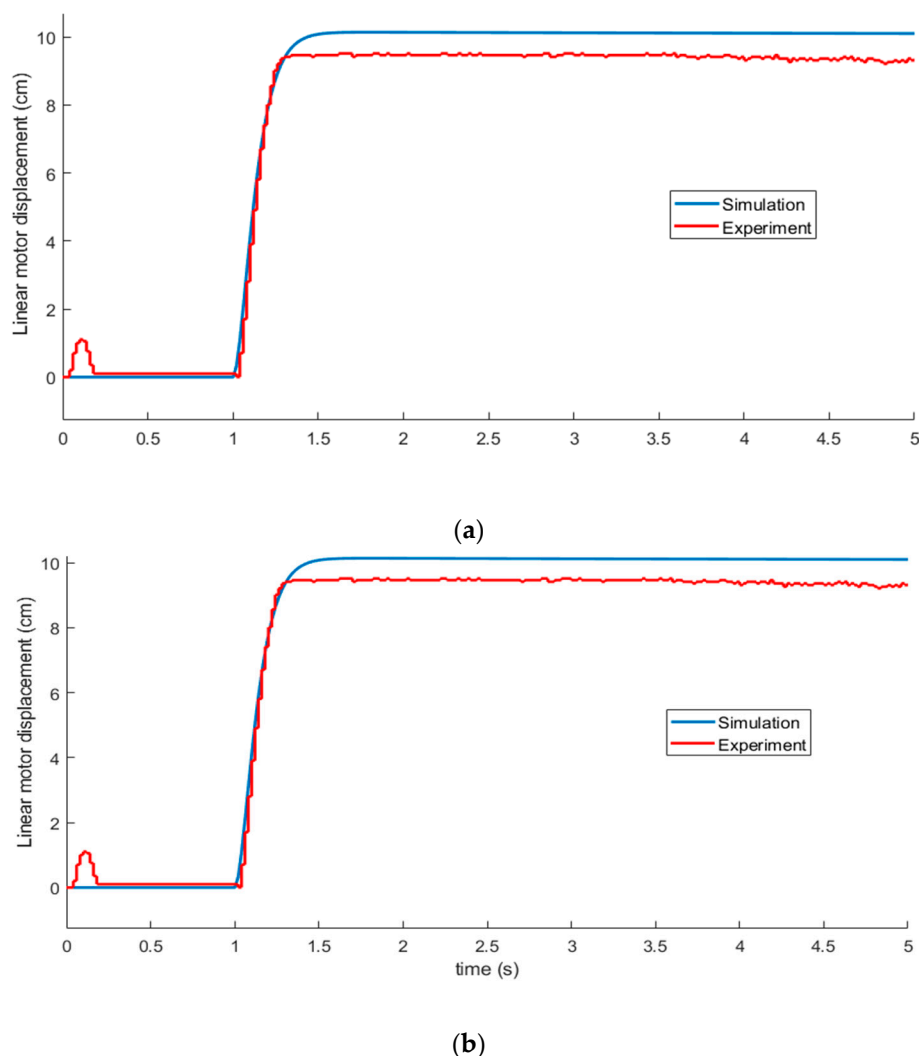 10
8
6
4
2
0
Linear motor displacement (cm)
Simulation
Experiment
0 0.5 1 1.5 2 2.5 3 3.5 4 4.5 5
(a)
10
8
6
4
2
0
Linear motor displacement (cm)
Simulation
Experiment
0 0.5 1 1.5 2 2.5 3 3.5 4 4.5 5
time (s)
(b)